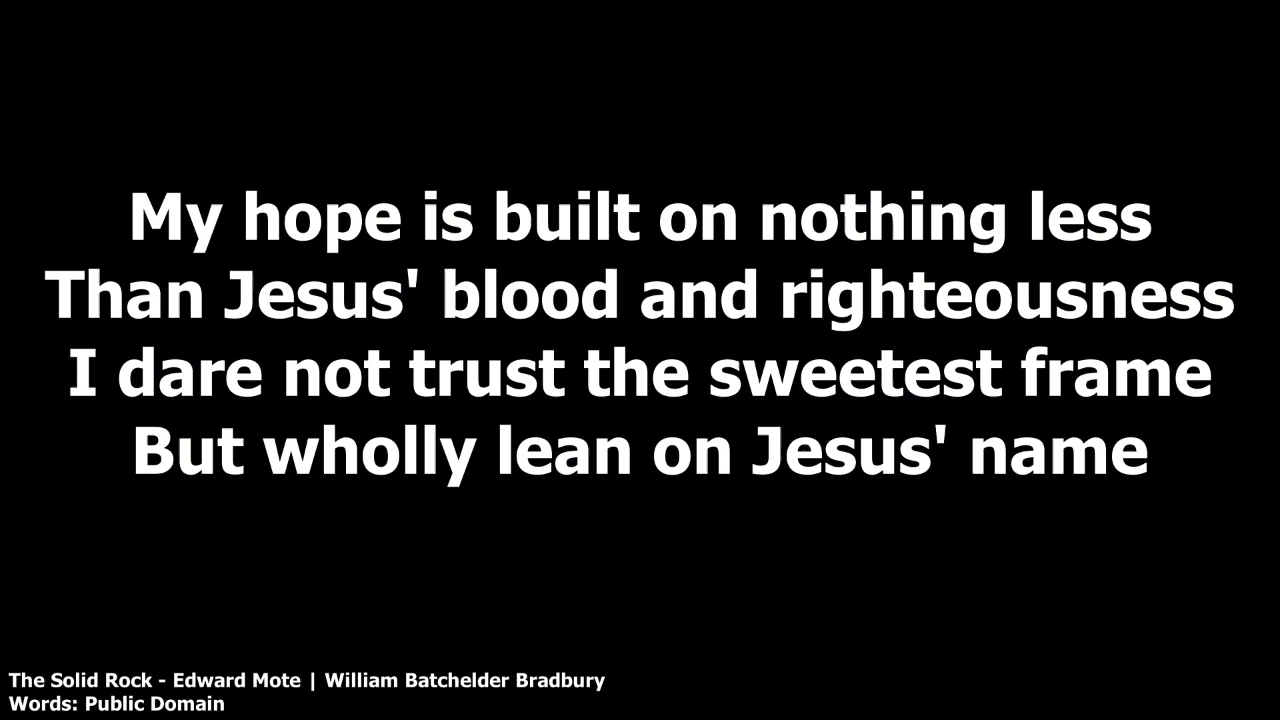 My hope is built on nothing less
Than Jesus' blood and righteousness
I dare not trust the sweetest frame
But wholly lean on Jesus' name
The Solid Rock - Edward Mote | William Batchelder Bradbury
Words: Public Domain